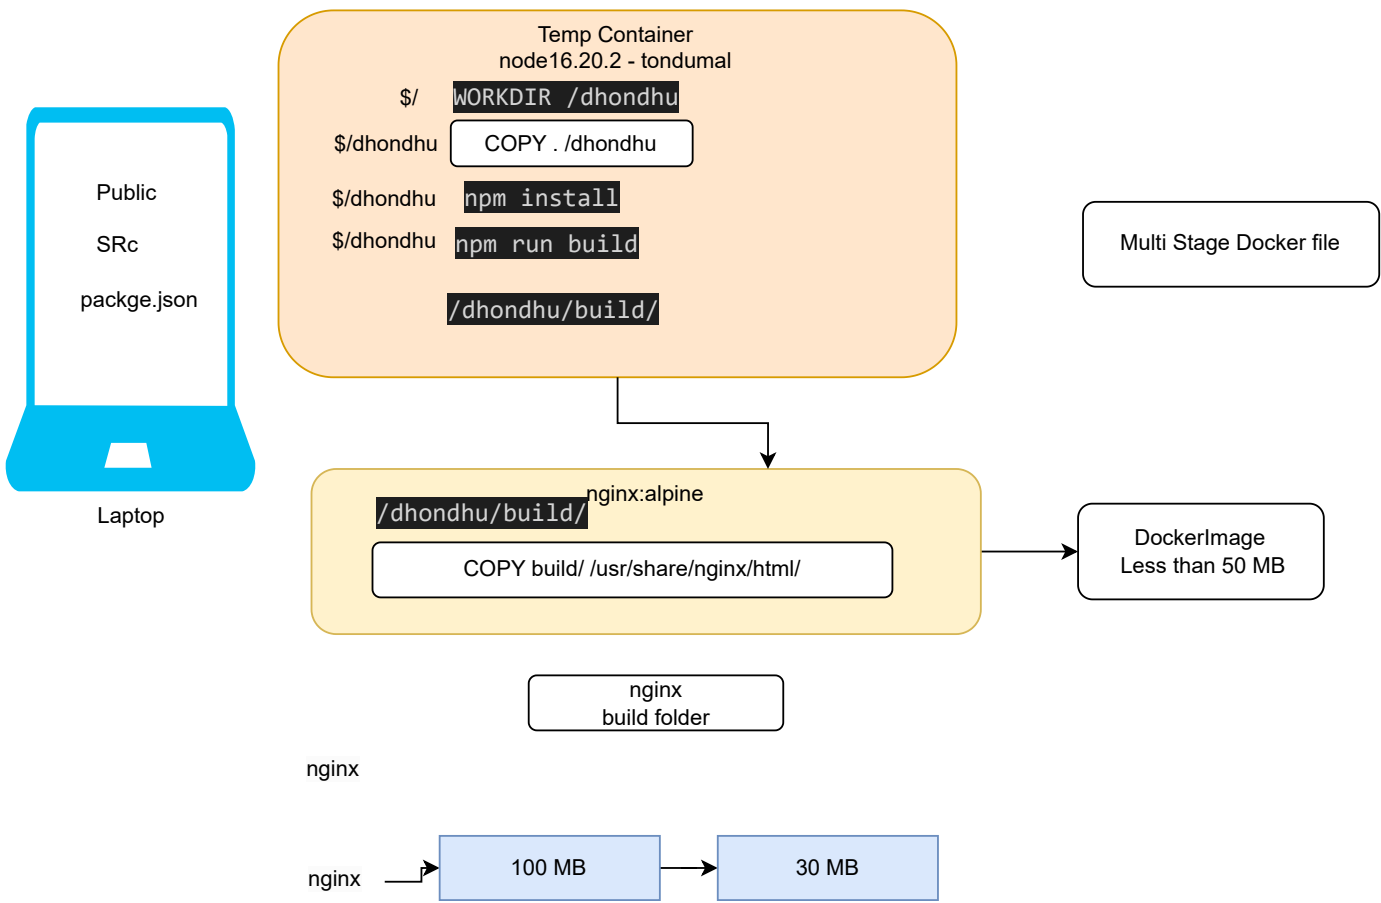 Temp Container
node16.20.2 - tondumal
$/ WORKDIR /dhondhu
$/dhondhu COPY . /dhondhu
$/dhondhu npm install
$/dhondhu npm run build
/dhondhu/build/
Public
SRc
packge.json
Laptop
Multi Stage Docker file
nginx:alpine
/dhondhu/build/
COPY build/ /usr/share/nginx/html/
DockerImage
Less than 50 MB
nginx
build folder
nginx
nginx
100 MB
30 MB